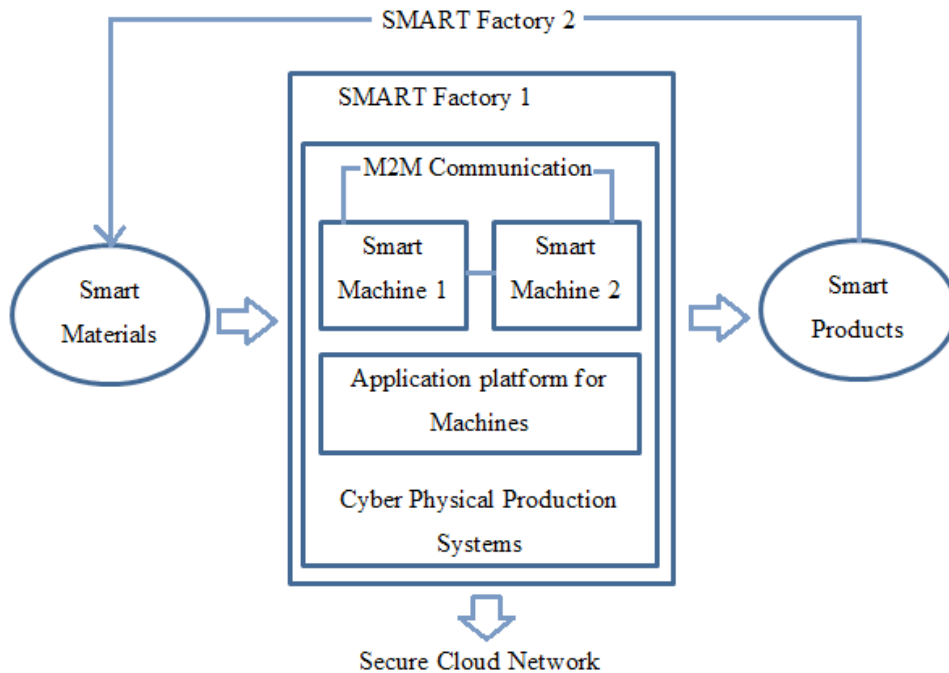 SMART Factory 2
SMART Factory 1
M2M Communication
Smart
Machine 1
Smart
Machine 2
Smart
Materials
Smart
Products
Application platform for
Machines
Cyber Physical Production
Systems
Secure Cloud Network